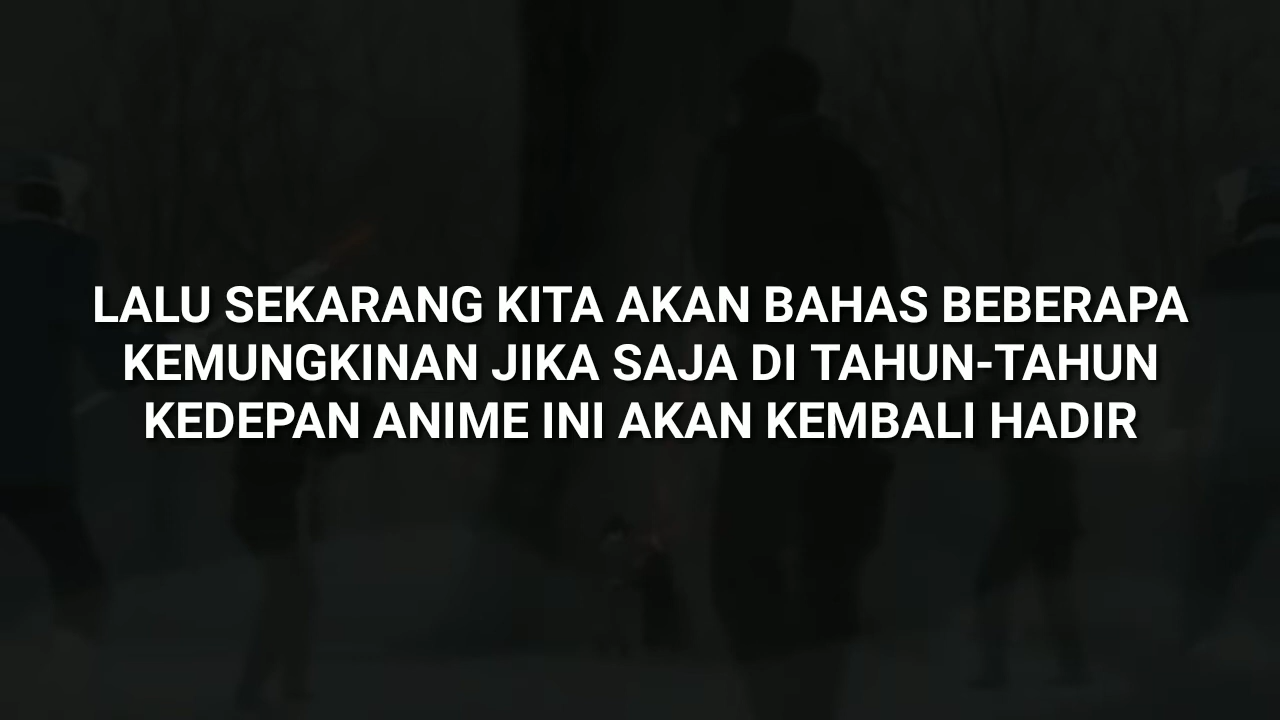 LALU SEKARANG KITA AKAN BAHAS BEBERAPA
KEMUNGKINAN JIKA SAJA DI TAHUN-TAHUN
KEDEPAN ANIME INI AKAN KEMBALI HADIR